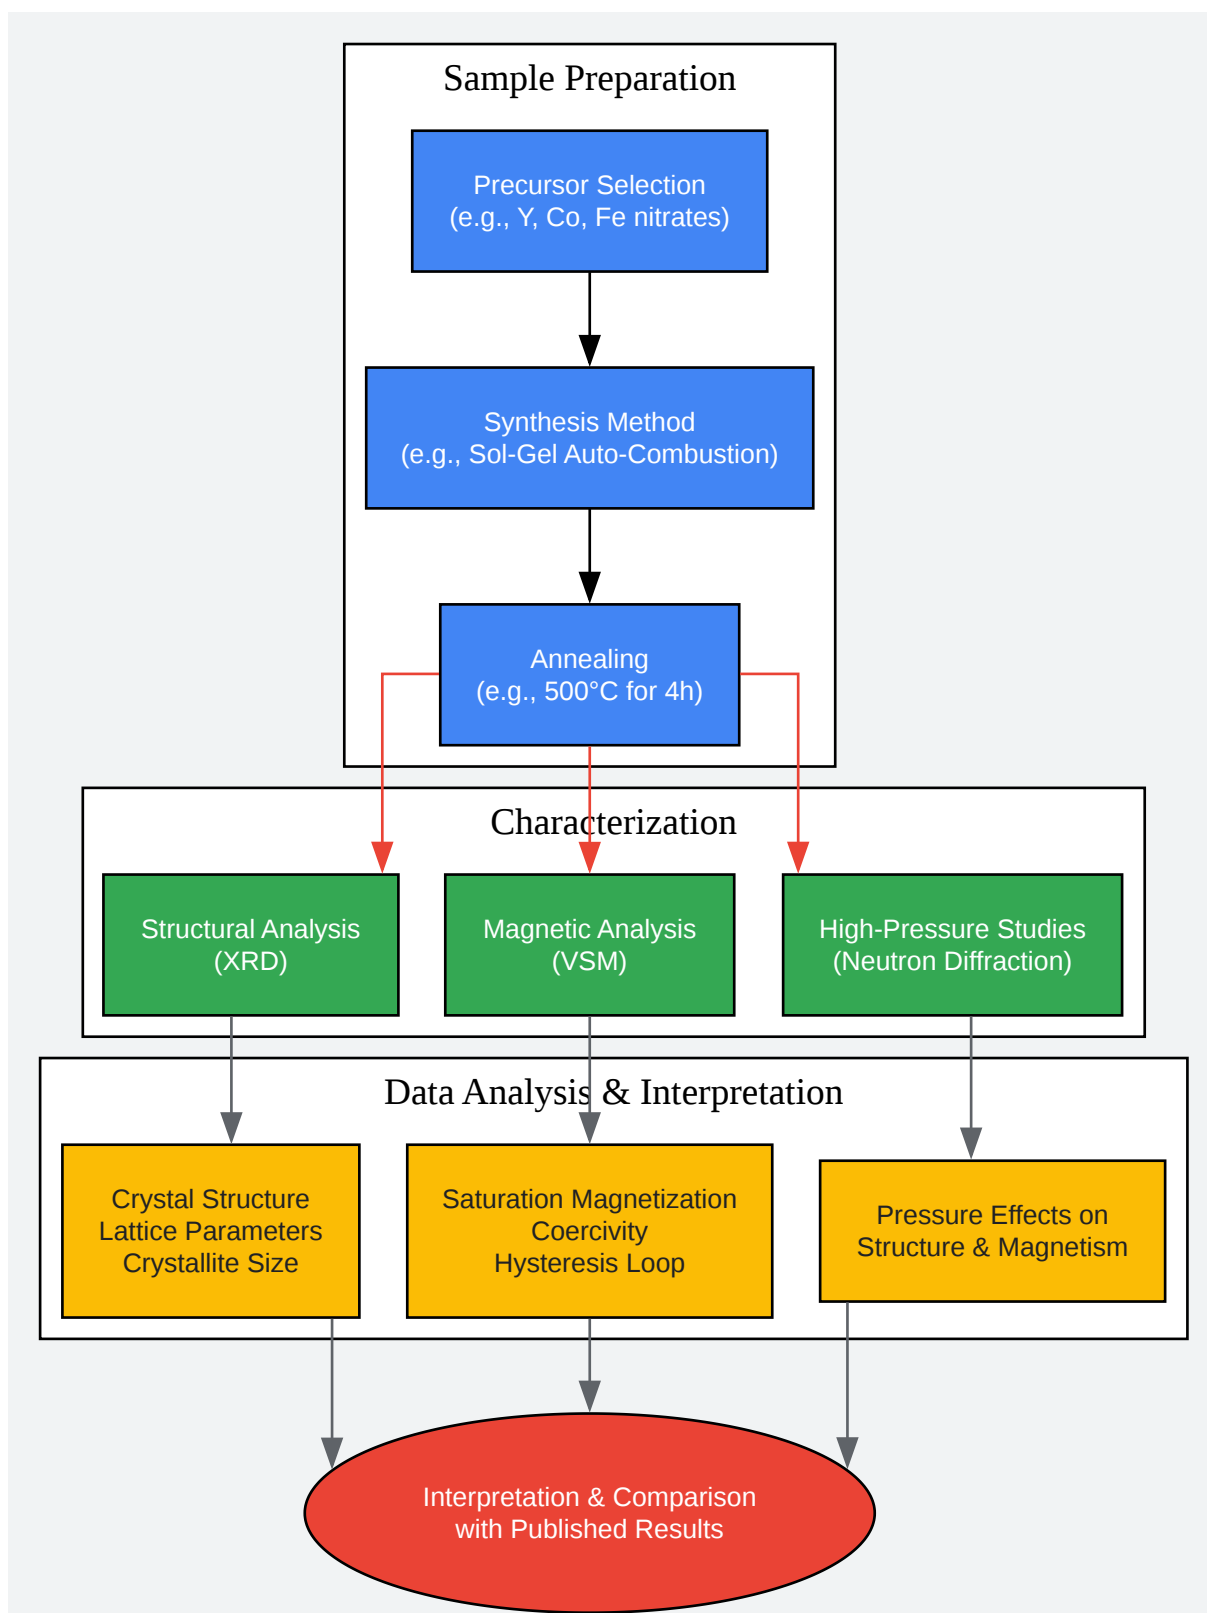 Sample Preparation
Precursor Selection
(e.g., Y, Co, Fe nitrates)
Synthesis Method
(e.g., Sol-Gel Auto-Combustion)
Annealing
(e.g., 500°C for 4h)
Characterization
Structural Analysis
(XRD)
Magnetic Analysis
(VSM)
High-Pressure Studies
(Neutron Diffraction)
Data Analysis & Interpretation
Crystal Structure
Lattice Parameters
Crystallite Size
Saturation Magnetization
Coercivity
Hysteresis Loop
Pressure Effects on
Structure & Magnetism
Interpretation & Comparison
with Published Results